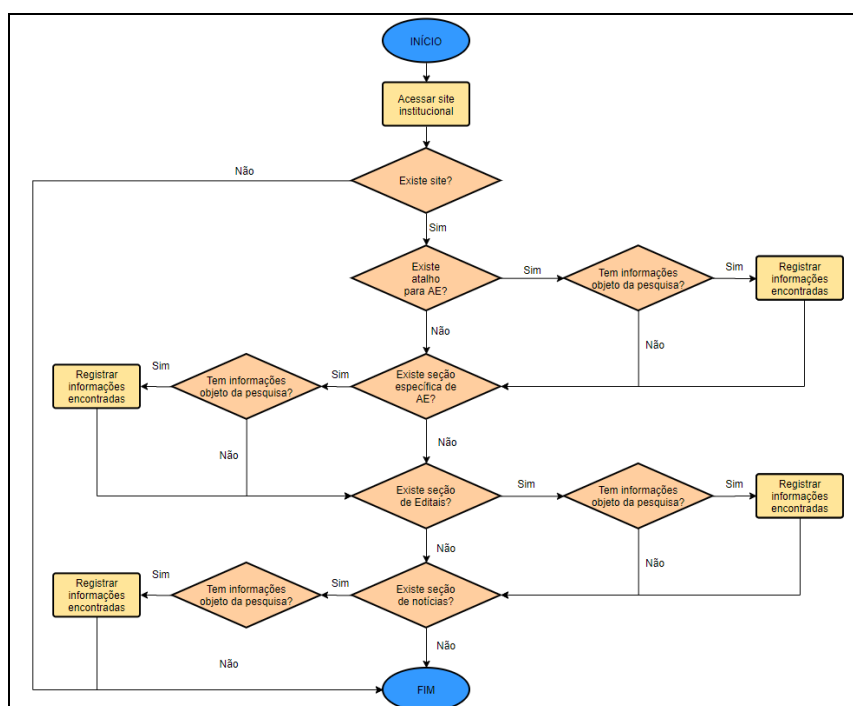 INÍCIO
Acessar site
institucional
Não
Existe site?
Sim
Existe
atalho
para AE?
Sim
Tem informações
objeto da pesquisa?
Sim
Registrar
informações
encontradas
Não
Não
Registrar
informações
encontradas
Sim
Tem informações
objeto da pesquisa?
Sim
Existe seção
específica de
AE?
Não
Não
Existe seção
de Editais?
Sim
Tem informações
objeto da pesquisa?
Sim
Registrar
informações
encontradas
Não
Não
Registrar
informações
encontradas
Sim
Tem informações
objeto da pesquisa?
Sim
Existe seção
de notícias?
Não
Não
FIM